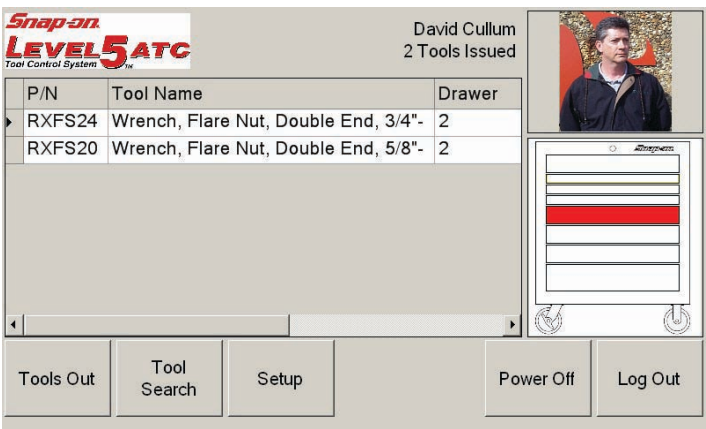 Snap-on
LEVEL 5 ATC
Tool Control System TM
David Cullum
2 Tools Issued
P/N Tool Name Drawer
RXFS24 Wrench, Flare Nut, Double End, 3/4"- 2
RXFS20 Wrench, Flare Nut, Double End, 5/8"- 2
Snap-on
Tools Out
Tool
Search
Setup
Power Off
Log Out